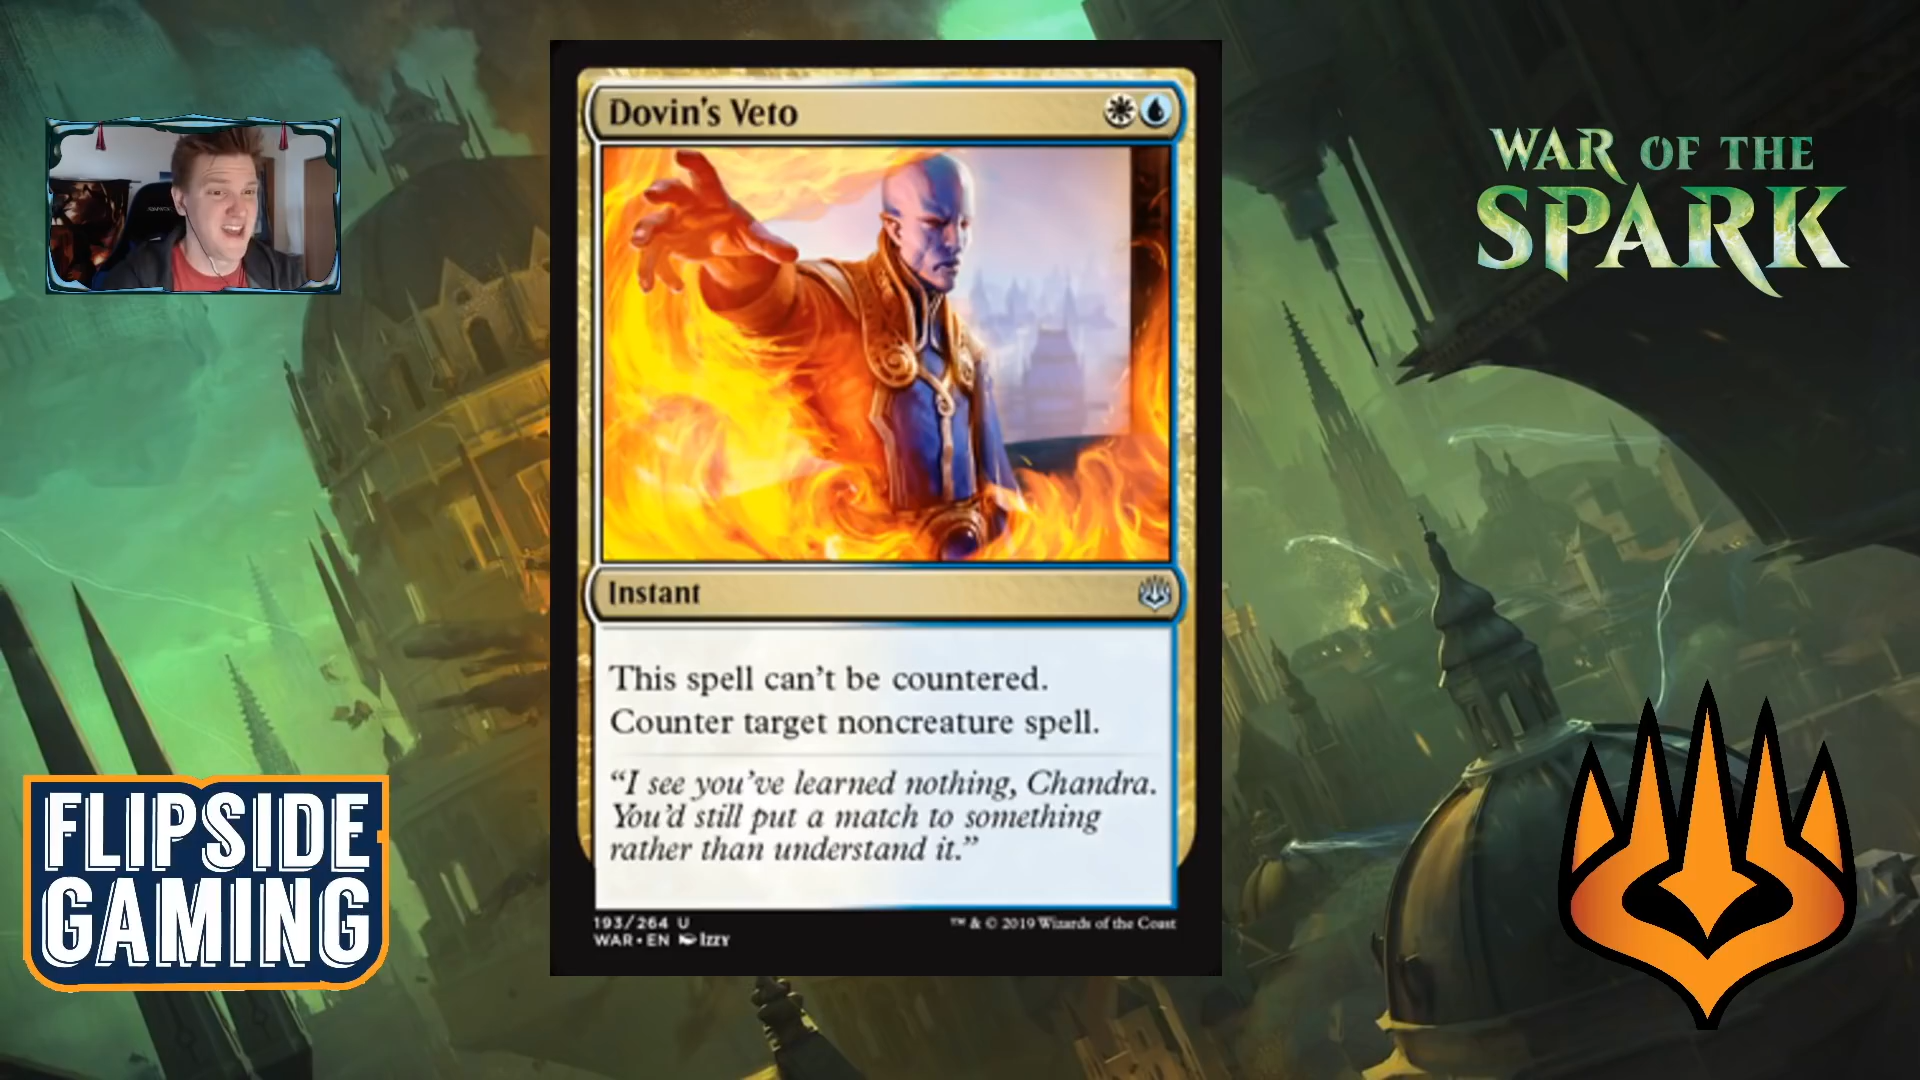 Dovin's Veto
WAR OF THE
SPARK
Instant
This spell can't be countered.
Counter target noncreature spell.
“I see you've learned nothing, Chandra.
You'd still put a match to something
rather than understand it.”
193/264 U
™ & © 2019 Wizards of the Coast
WAR • EN Izzy
FLIPSIDE
GAMING